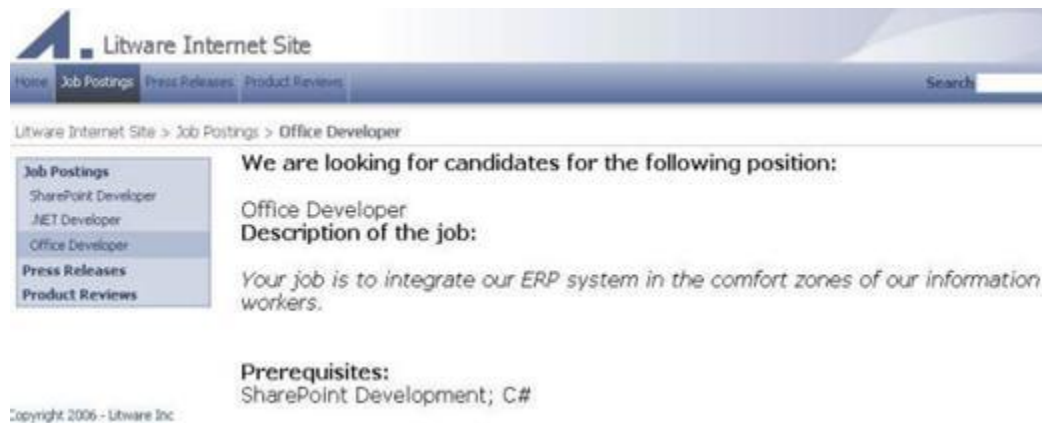 Litware Internet Site
Home Job Postings Press Releases Product Reviews Search
Litware Internet Site > Job Postings > Office Developer
Job Postings
SharePoint Developer
.NET Developer
Office Developer
Press Releases
Product Reviews
We are looking for candidates for the following position:
Office Developer
Description of the job:
Your job is to integrate our ERP system in the comfort zones of our information
workers.
Prerequisites:
SharePoint Development; C#
Copyright 2006 - Litware Inc